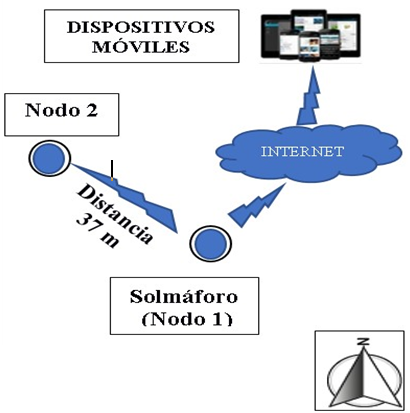 DISPOSITIVOS
MÓVILES
Nodo 2
INTERNET
Distancia
37 m
Solmáforo
(Nodo 1)
N